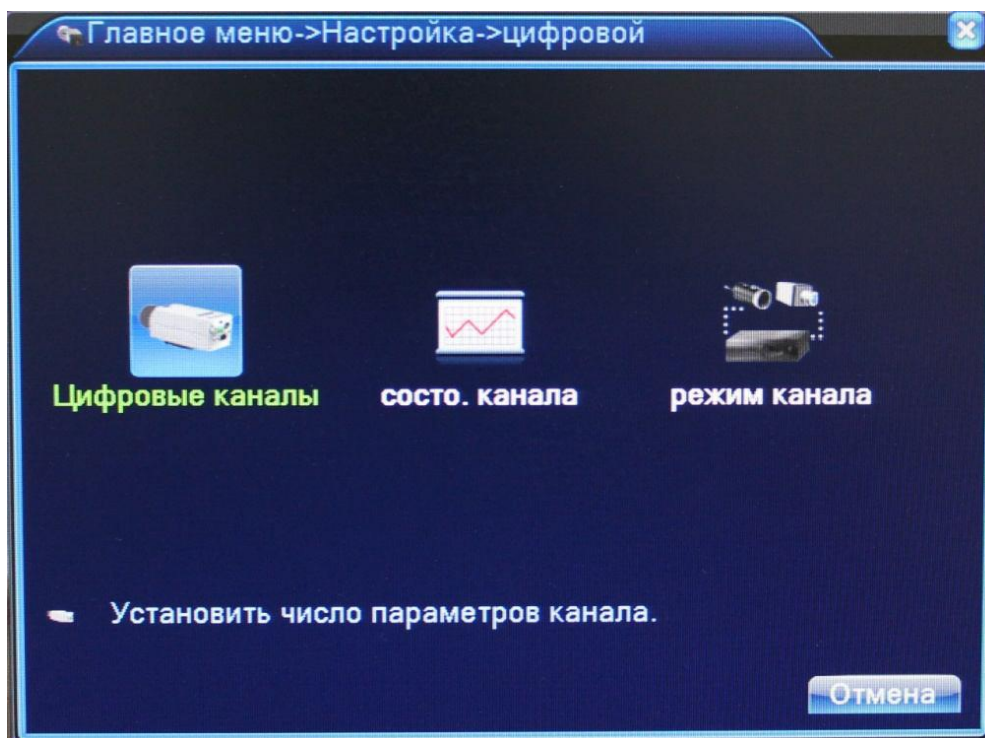 Главное меню->Настройка->цифровой
Цифровые каналы
состо. канала
режим канала
Установить число параметров канала.
Отмена